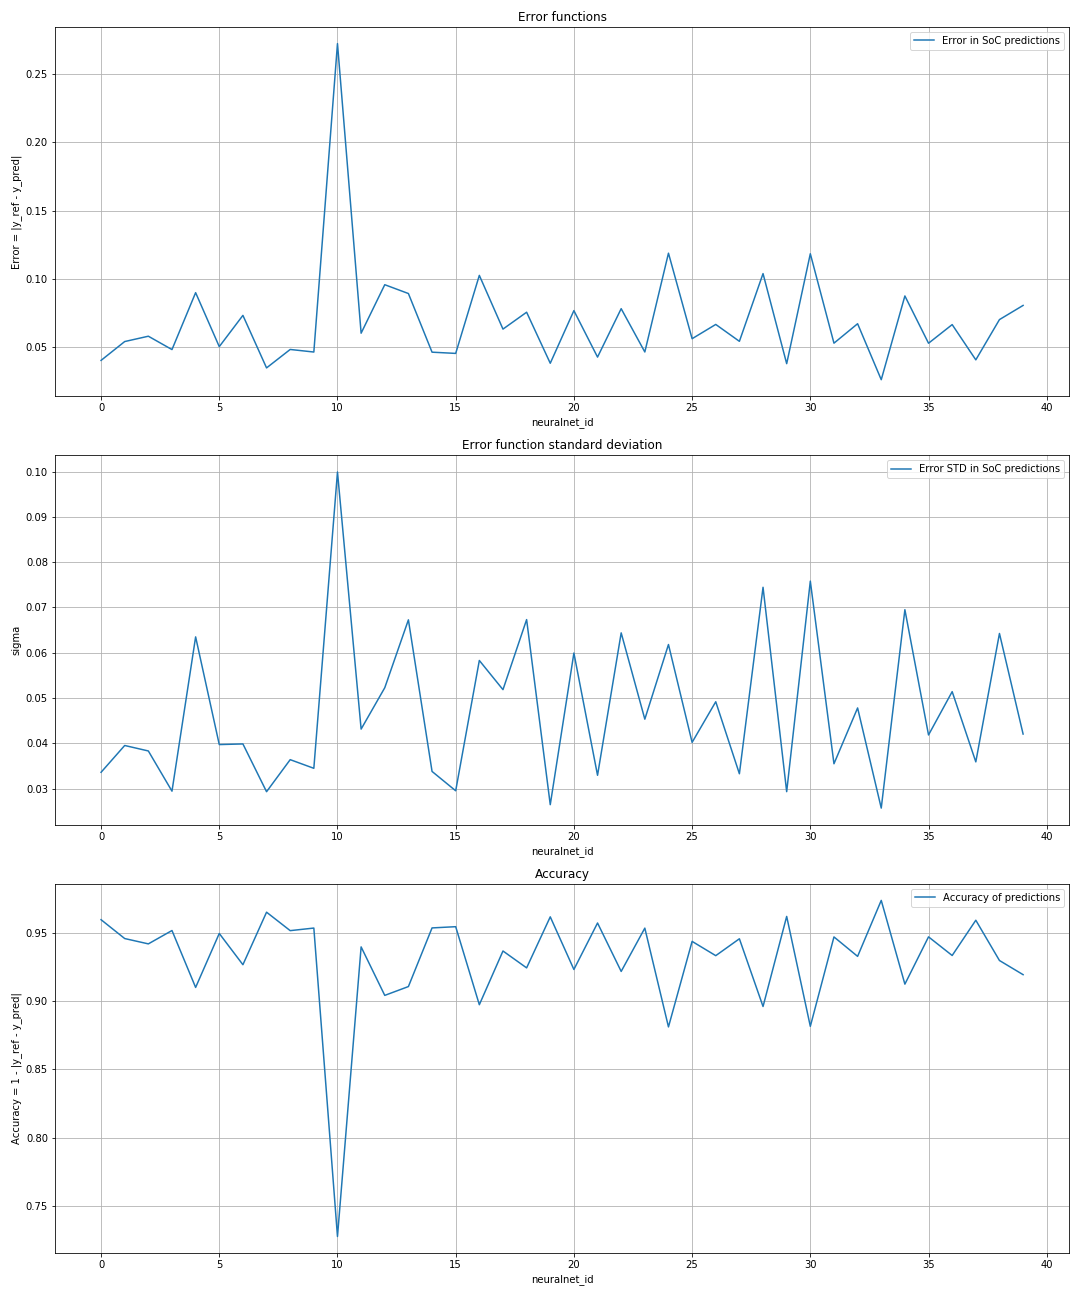 Error functions
Error in SoC predictions
0.25
0.20
0.15
0.10
0.05
Error = |y_ref - y_pred|
0 5 10 15 20 25 30 35 40
neuralnet_id
Error function standard deviation
Error STD in SoC predictions
0.10
0.09
0.08
0.07
0.06
0.05
0.04
0.03
sigma
0 5 10 15 20 25 30 35 40
neuralnet_id
Accuracy
Accuracy of predictions
0.95
0.90
0.85
0.80
0.75
Accuracy = 1 - |y_ref - y_pred|
0 5 10 15 20 25 30 35 40
neuralnet_id